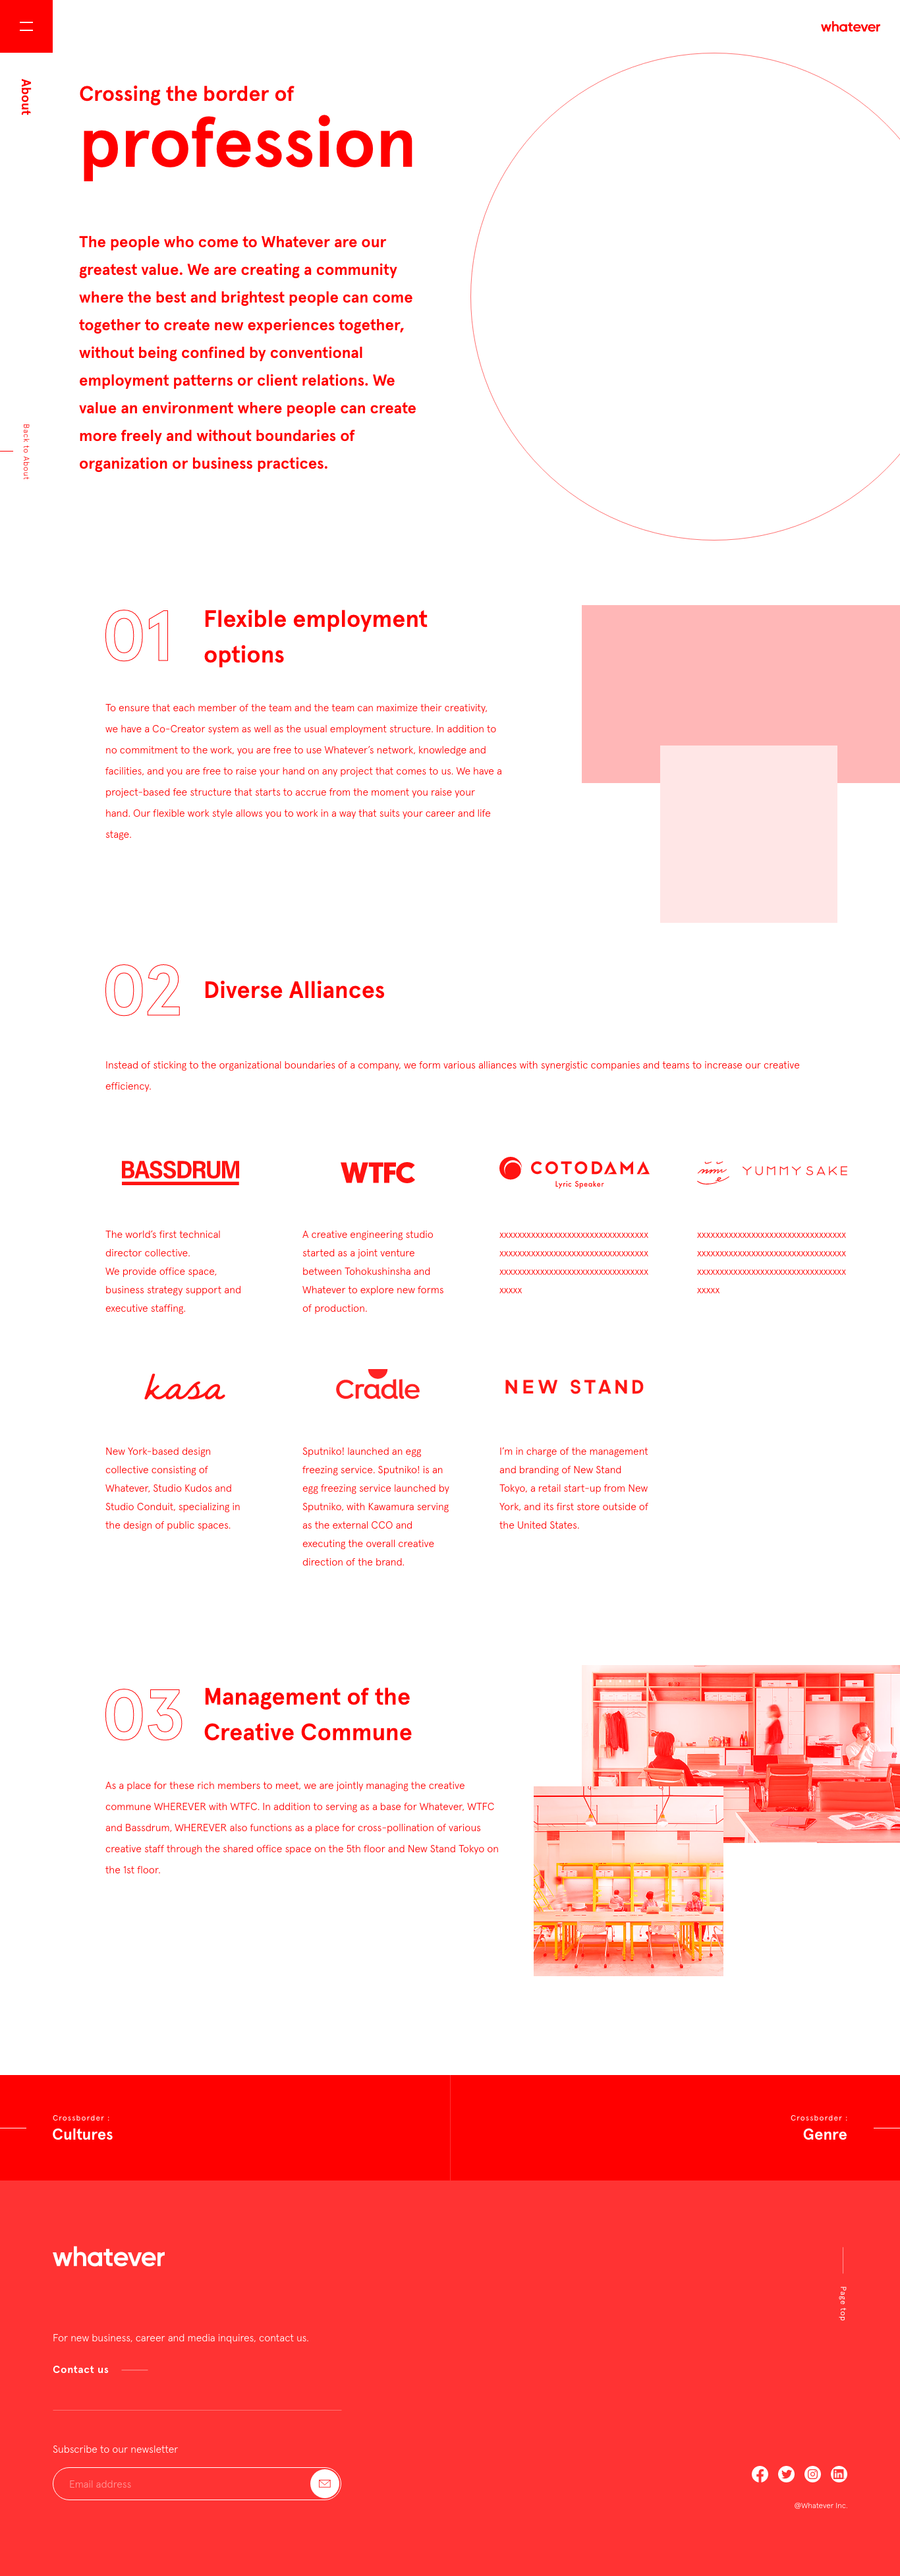 whatever
About
Crossing the border of
profession
The people who come to Whatever are our
greatest value. We are creating a community
where the best and brightest people can come
together to create new experiences together,
without being confined by conventional
employment patterns or client relations. We
value an environment where people can create
more freely and without boundaries of
organization or business practices.
Back to About
01
Flexible employment
options
To ensure that each member of the team and the team can maximize their creativity,
we have a Co-Creator system as well as the usual employment structure. In addition to
no commitment to the work, you are free to use Whatever's network, knowledge and
facilities, and you are free to raise your hand on any project that comes to us. We have a
project-based fee structure that starts to accrue from the moment you raise your
hand. Our flexible work style allows you to work in a way that suits your career and life
stage.
02
Diverse Alliances
Instead of sticking to the organizational boundaries of a company, we form various alliances with synergistic companies and teams to increase our creative
efficiency.
BASSDRUM
The world's first technical
director collective.
We provide office space,
business strategy support and
executive staffing.
WTFC
A creative engineering studio
started as a joint venture
between Tohokushinsha and
Whatever to explore new forms
of production.
COTODAMA
Lyric Speaker
xxxxxxxxxxxxxxxxxxxxxxxxxxxxxxxxx
xxxxxxxxxxxxxxxxxxxxxxxxxxxxxxxxx
xxxxxxxxxxxxxxxxxxxxxxxxxxxxxxxxx
xxxxx
YUMMY SAKE
xxxxxxxxxxxxxxxxxxxxxxxxxxxxxxxxx
xxxxxxxxxxxxxxxxxxxxxxxxxxxxxxxxx
xxxxxxxxxxxxxxxxxxxxxxxxxxxxxxxxx
xxxxx
kasa
New York-based design
collective consisting of
Whatever, Studio Kudos and
Studio Conduit, specializing in
the design of public spaces.
Cradle
Sputniko! launched an egg
freezing service. Sputniko! is an
egg freezing service launched by
Sputniko, with Kawamura serving
as the external CCO and
executing the overall creative
direction of the brand.
NEW STAND
I'm in charge of the management
and branding of New Stand
Tokyo, a retail start-up from New
York, and its first store outside of
the United States.
03
Management of the
Creative Commune
As a place for these rich members to meet, we are jointly managing the creative
commune WHEREVER with WTFC. In addition to serving as a base for Whatever, WTFC
and Bassdrum, WHEREVER also functions as a place for cross-pollination of various
creative staff through the shared office space on the 5th floor and New Stand Tokyo on
the 1st floor.
Crossborder :
Cultures
Crossborder :
Genre
whatever
Page top
For new business, career and media inquires, contact us.
Contact us
Subscribe to our newsletter
Email address
@Whatever Inc.